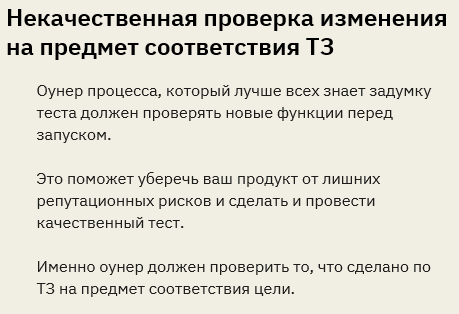 Некачественная проверка изменения
на предмет соответствия ТЗ
Оунер процесса, который лучше всех знает задумку
теста должен проверять новые функции перед
запуском.
Это поможет уберечь ваш продукт от лишних
репутационных рисков и сделать и провести
качественный тест.
Именно оунер должен проверить то, что сделано по
ТЗ на предмет соответствия цели.